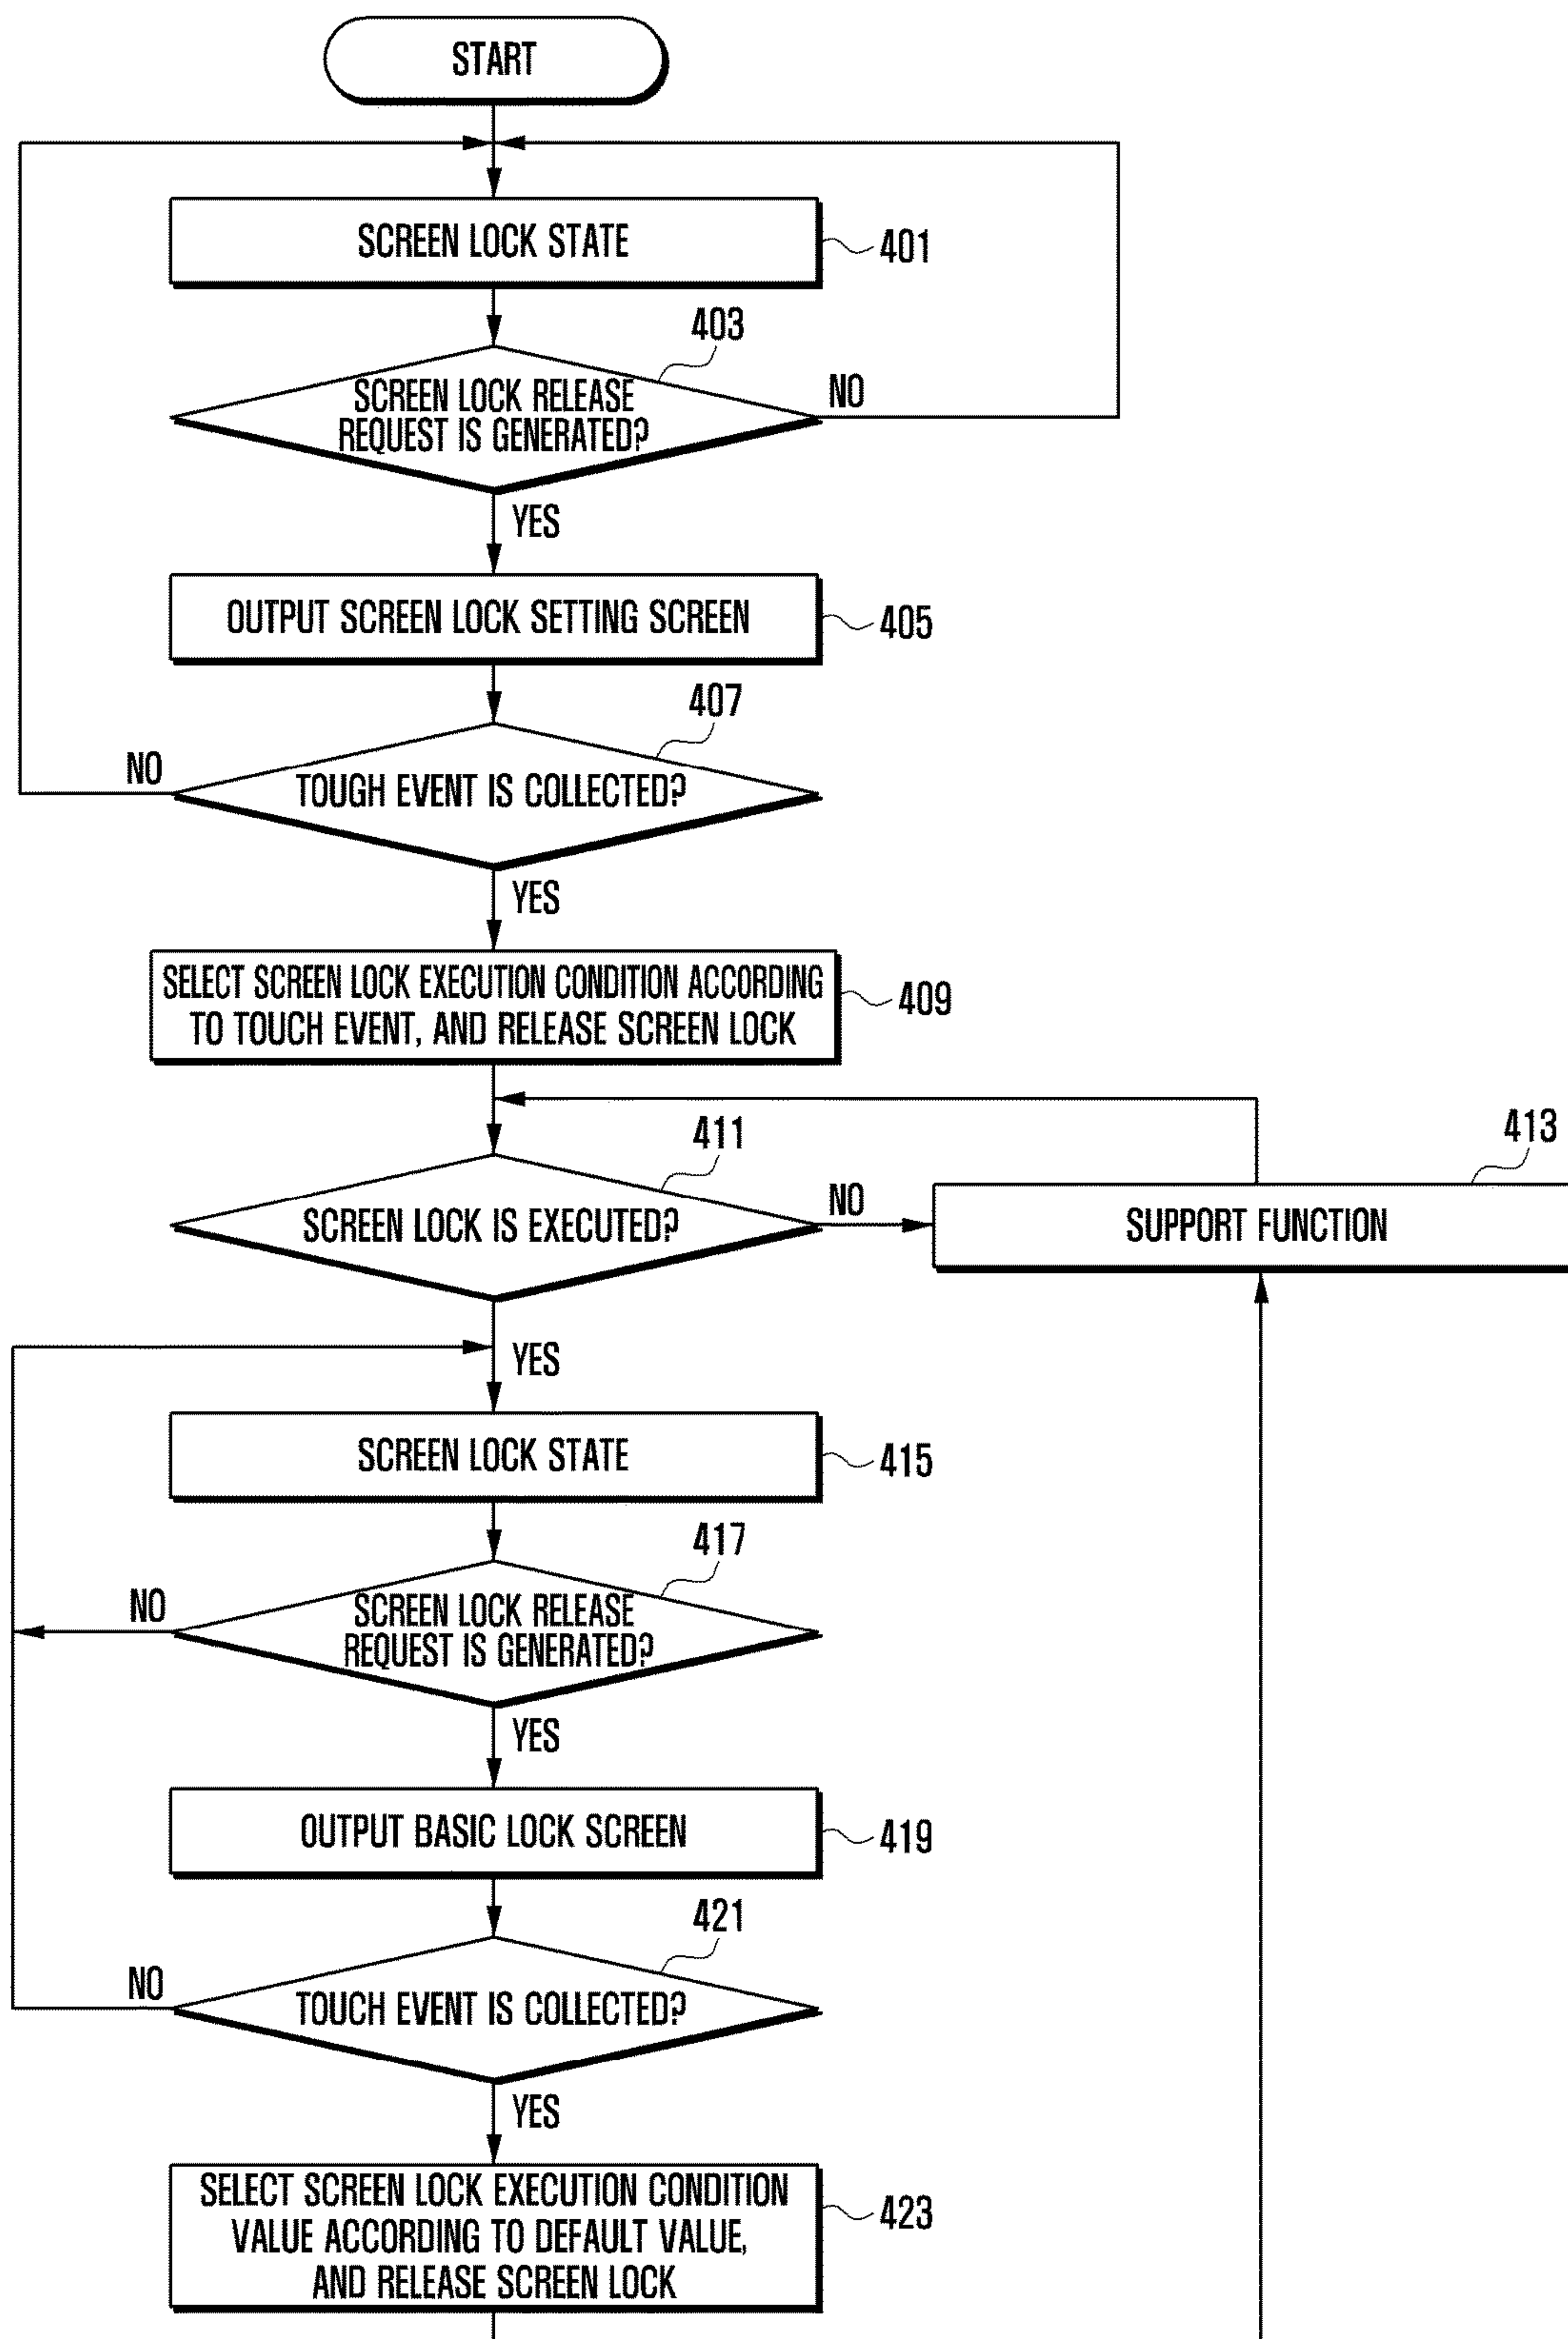 START
SCREEN LOCK STATE
401
403
SCREEN LOCK RELEASE
REQUEST IS GENERATED?
NO
YES
OUTPUT SCREEN LOCK SETTING SCREEN
405
407
NO
TOUGH EVENT IS COLLECTED?
YES
SELECT SCREEN LOCK EXECUTION CONDITION ACCORDING
TO TOUCH EVENT, AND RELEASE SCREEN LOCK
409
411
413
SCREEN LOCK IS EXECUTED?
NO
SUPPORT FUNCTION
YES
SCREEN LOCK STATE
415
417
NO
SCREEN LOCK RELEASE
REQUEST IS GENERATED?
YES
OUTPUT BASIC LOCK SCREEN
419
421
NO
TOUCH EVENT IS COLLECTED?
YES
SELECT SCREEN LOCK EXECUTION CONDITION
VALUE ACCORDING TO DEFAULT VALUE,
AND RELEASE SCREEN LOCK
423